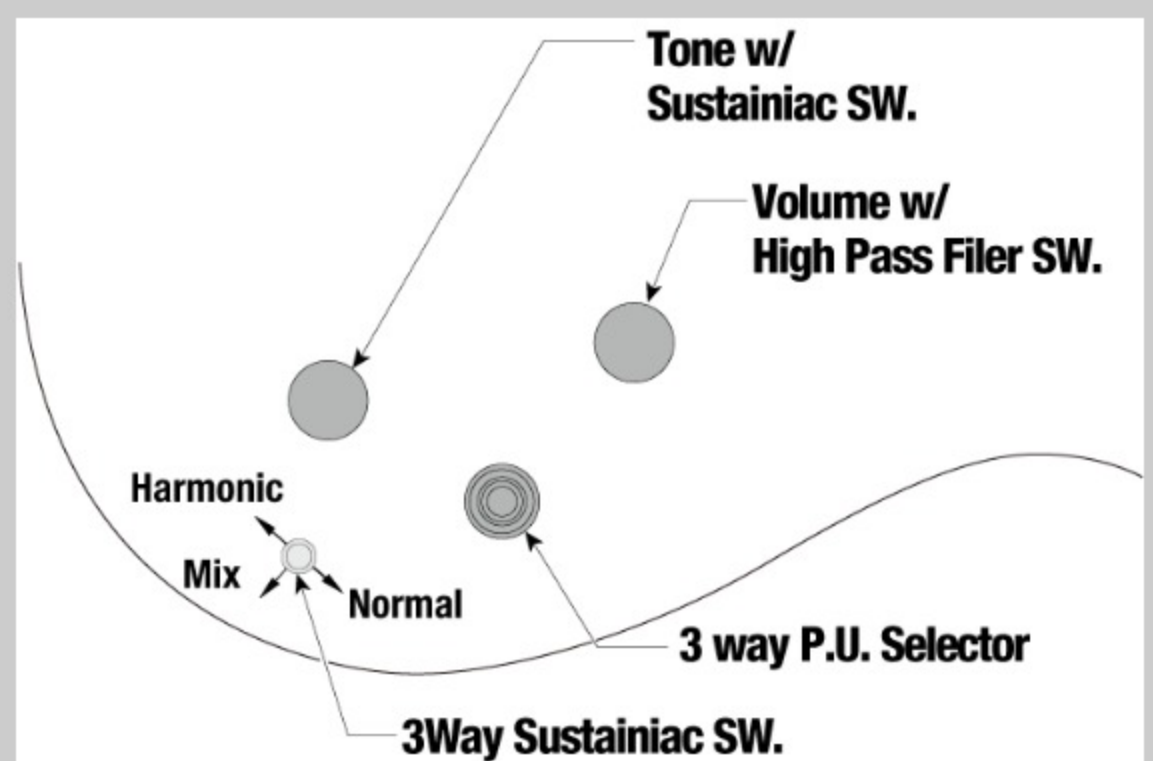 Tone w/
Sustainiac SW.
Volume w/
High Pass Filer SW.
Harmonic
Mix
Normal
3 way P.U. Selector
3Way Sustainiac SW.